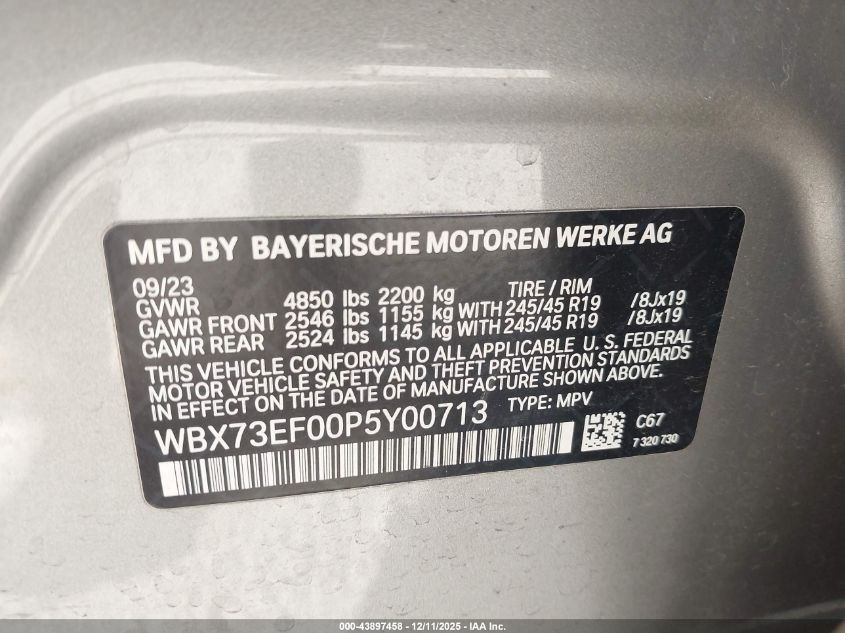 MFD BY BAYERISCHE MOTOREN WERKE AG
09/23
GVWR 4850 lbs 2200 kg TIRE / RIM
GAWR FRONT 2546 lbs 1155 kg WITH 245/45 R19 /8Jx19
GAWR REAR 2524 lbs 1145 kg WITH 245/45 R19 /8Jx19
THIS VEHICLE CONFORMS TO ALL APPLICABLE U. S. FEDERAL
MOTOR VEHICLE SAFETY AND THEFT PREVENTION STANDARDS
IN EFFECT ON THE DATE OF MANUFACTURE SHOWN ABOVE.
WBX73EF00P5Y00713 TYPE: MPV
C67
7 320 730
000-43897458 - 12/11/2025 - IAA Inc.